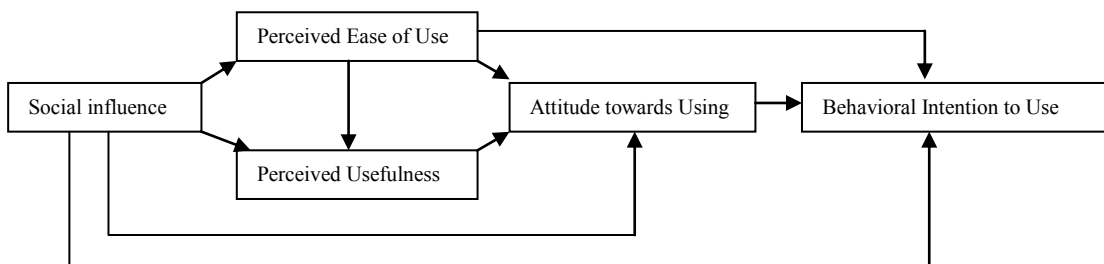 Perceived Ease of Use
Social influence
Attitude towards Using
Behavioral Intention to Use
Perceived Usefulness